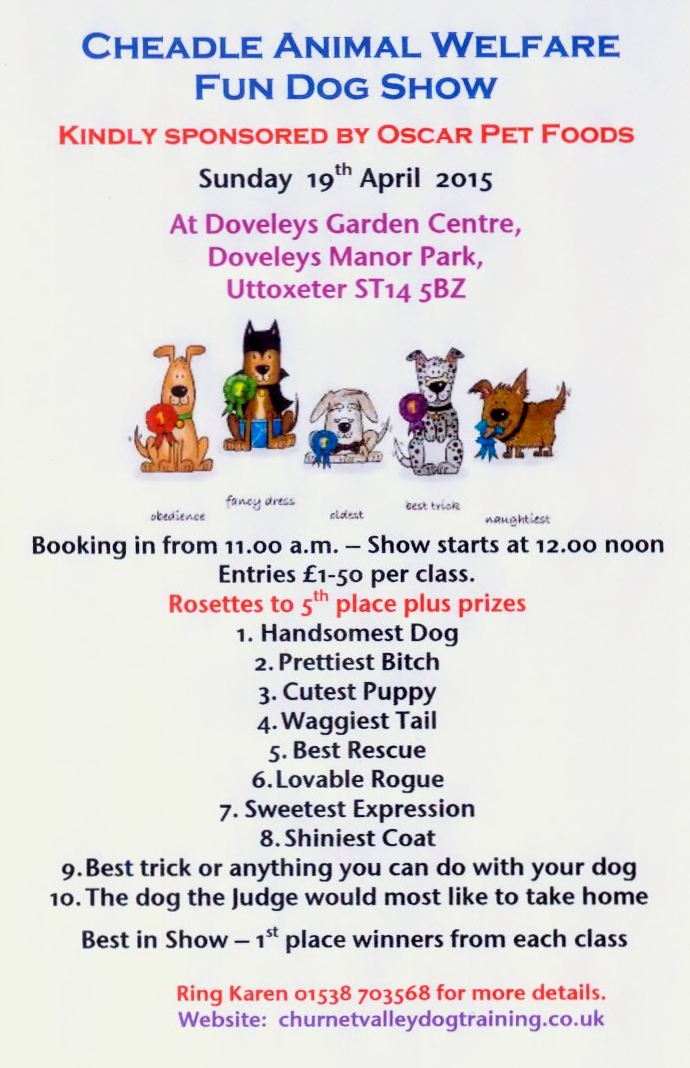 CHEADLE ANIMAL WELFARE
FUN DOG SHOW
KINDLY SPONSORED BY OSCAR PET FOODS
Sunday 19th April 2015
At Doveleys Garden Centre,
Doveleys Manor Park,
Uttoxeter ST14 5BZ
obedience
fancy dress
oldest
best trick
naughtiest
Booking in from 11.00 a.m. – Show starts at 12.00 noon
Entries £1-50 per class.
Rosettes to 5th place plus prizes
1. Handsomest Dog
2. Prettiest Bitch
3. Cutest Puppy
4. Waggiest Tail
5. Best Rescue
6. Lovable Rogue
7. Sweetest Expression
8. Shiniest Coat
9. Best trick or anything you can do with your dog
10. The dog the Judge would most like to take home
Best in Show – 1st place winners from each class
Ring Karen 01538 703568 for more details.
Website: churnetvalleydogtraining.co.uk